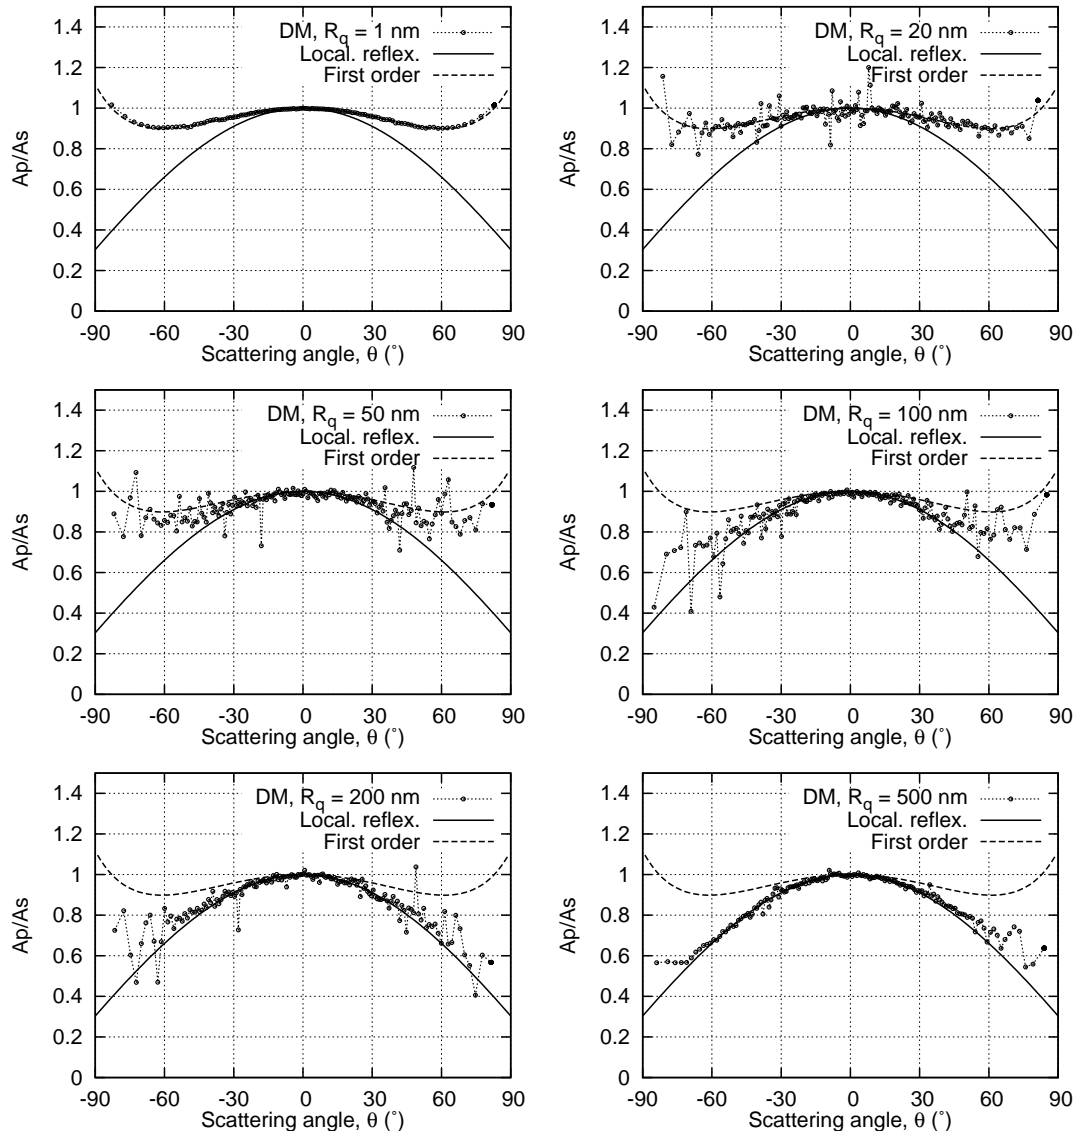 1.4
1.2
1
0.8
0.6
0.4
0.2
0
Ap/As
DM, R_q = 1 nm
Local. reflex.
First order
-90 -60 -30 0 30 60 90
Scattering angle, θ (°)
1.4
1.2
1
0.8
0.6
0.4
0.2
0
Ap/As
DM, R_q = 20 nm
Local. reflex.
First order
-90 -60 -30 0 30 60 90
Scattering angle, θ (°)
1.4
1.2
1
0.8
0.6
0.4
0.2
0
Ap/As
DM, R_q = 50 nm
Local. reflex.
First order
-90 -60 -30 0 30 60 90
Scattering angle, θ (°)
1.4
1.2
1
0.8
0.6
0.4
0.2
0
Ap/As
DM, R_q = 100 nm
Local. reflex.
First order
-90 -60 -30 0 30 60 90
Scattering angle, θ (°)
1.4
1.2
1
0.8
0.6
0.4
0.2
0
Ap/As
DM, R_q = 200 nm
Local. reflex.
First order
-90 -60 -30 0 30 60 90
Scattering angle, θ (°)
1.4
1.2
1
0.8
0.6
0.4
0.2
0
Ap/As
DM, R_q = 500 nm
Local. reflex.
First order
-90 -60 -30 0 30 60 90
Scattering angle, θ (°)